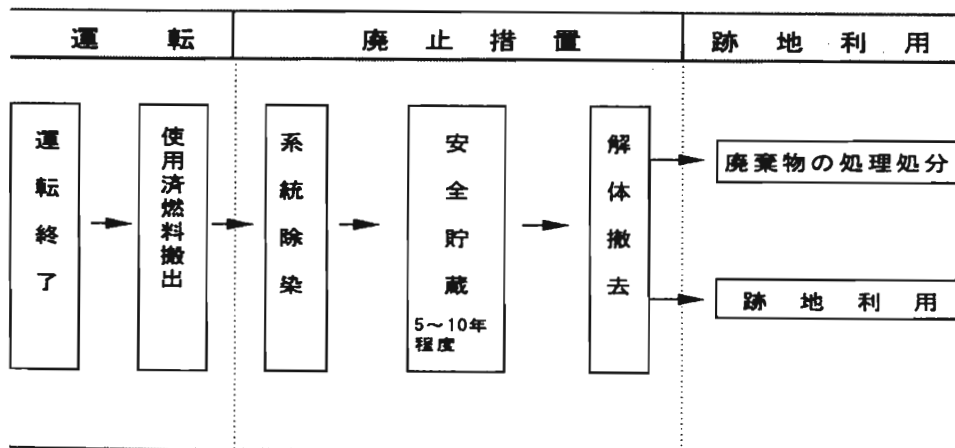 運転
廃止措置
跡地利用
運転終了
使用済燃料搬出
系統除染
安全貯蔵
5～10年
程度
解体撤去
廃棄物の処理処分
跡地利用